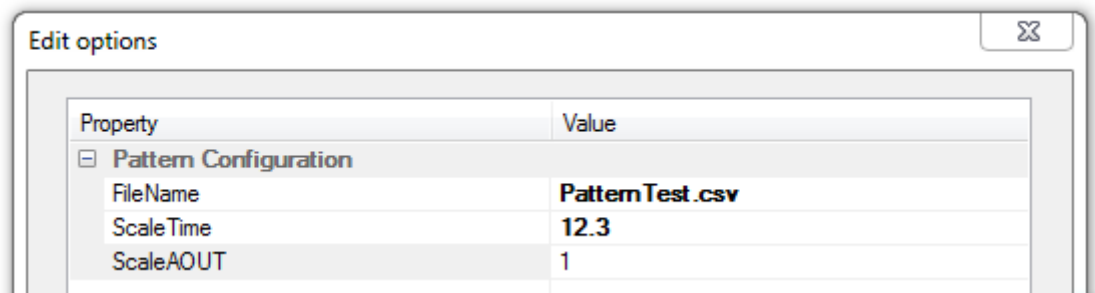 Edit options
Property Value
Pattern Configuration
FileName PatternTest.csv
ScaleTime 12.3
ScaleAOUT 1